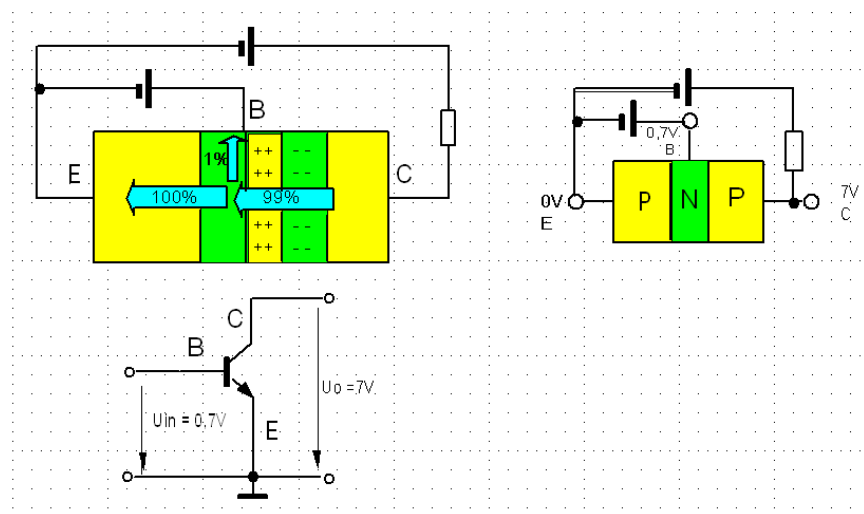 B
1%
++
--
++
--
E
C
100%
99%
++
--
++
--
0,7V
B
P
N
P
0V
E
7V
C
C
B
Uo =7V
Uin = 0,7V
E